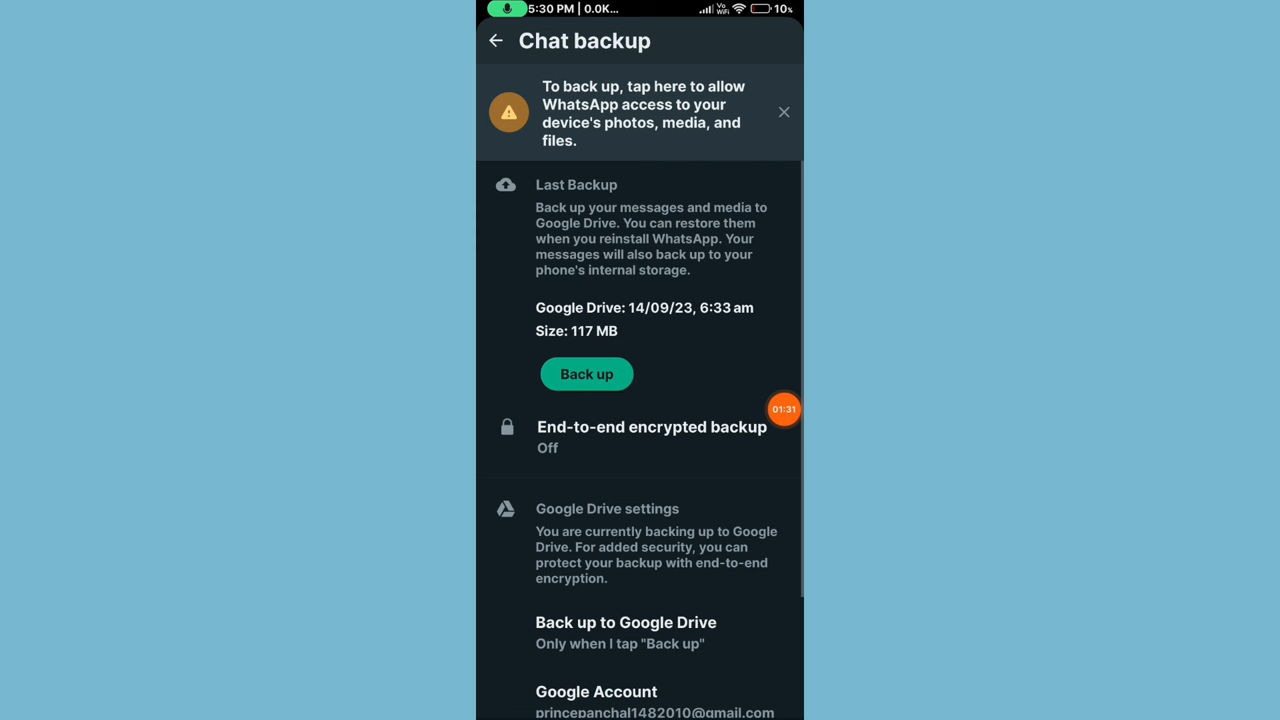 5:30 PM | 0.0K... Vo WiFi 10%
Chat backup
To back up, tap here to allow
WhatsApp access to your
device's photos, media, and
files.
Last Backup
Back up your messages and media to
Google Drive. You can restore them
when you reinstall WhatsApp. Your
messages will also back up to your
phone's internal storage.
Google Drive: 14/09/23, 6:33 am
Size: 117 MB
Back up
01:31
End-to-end encrypted backup
Off
Google Drive settings
You are currently backing up to Google
Drive. For added security, you can
protect your backup with end-to-end
encryption.
Back up to Google Drive
Only when I tap "Back up"
Google Account
princepanchal1482010@gmail.com